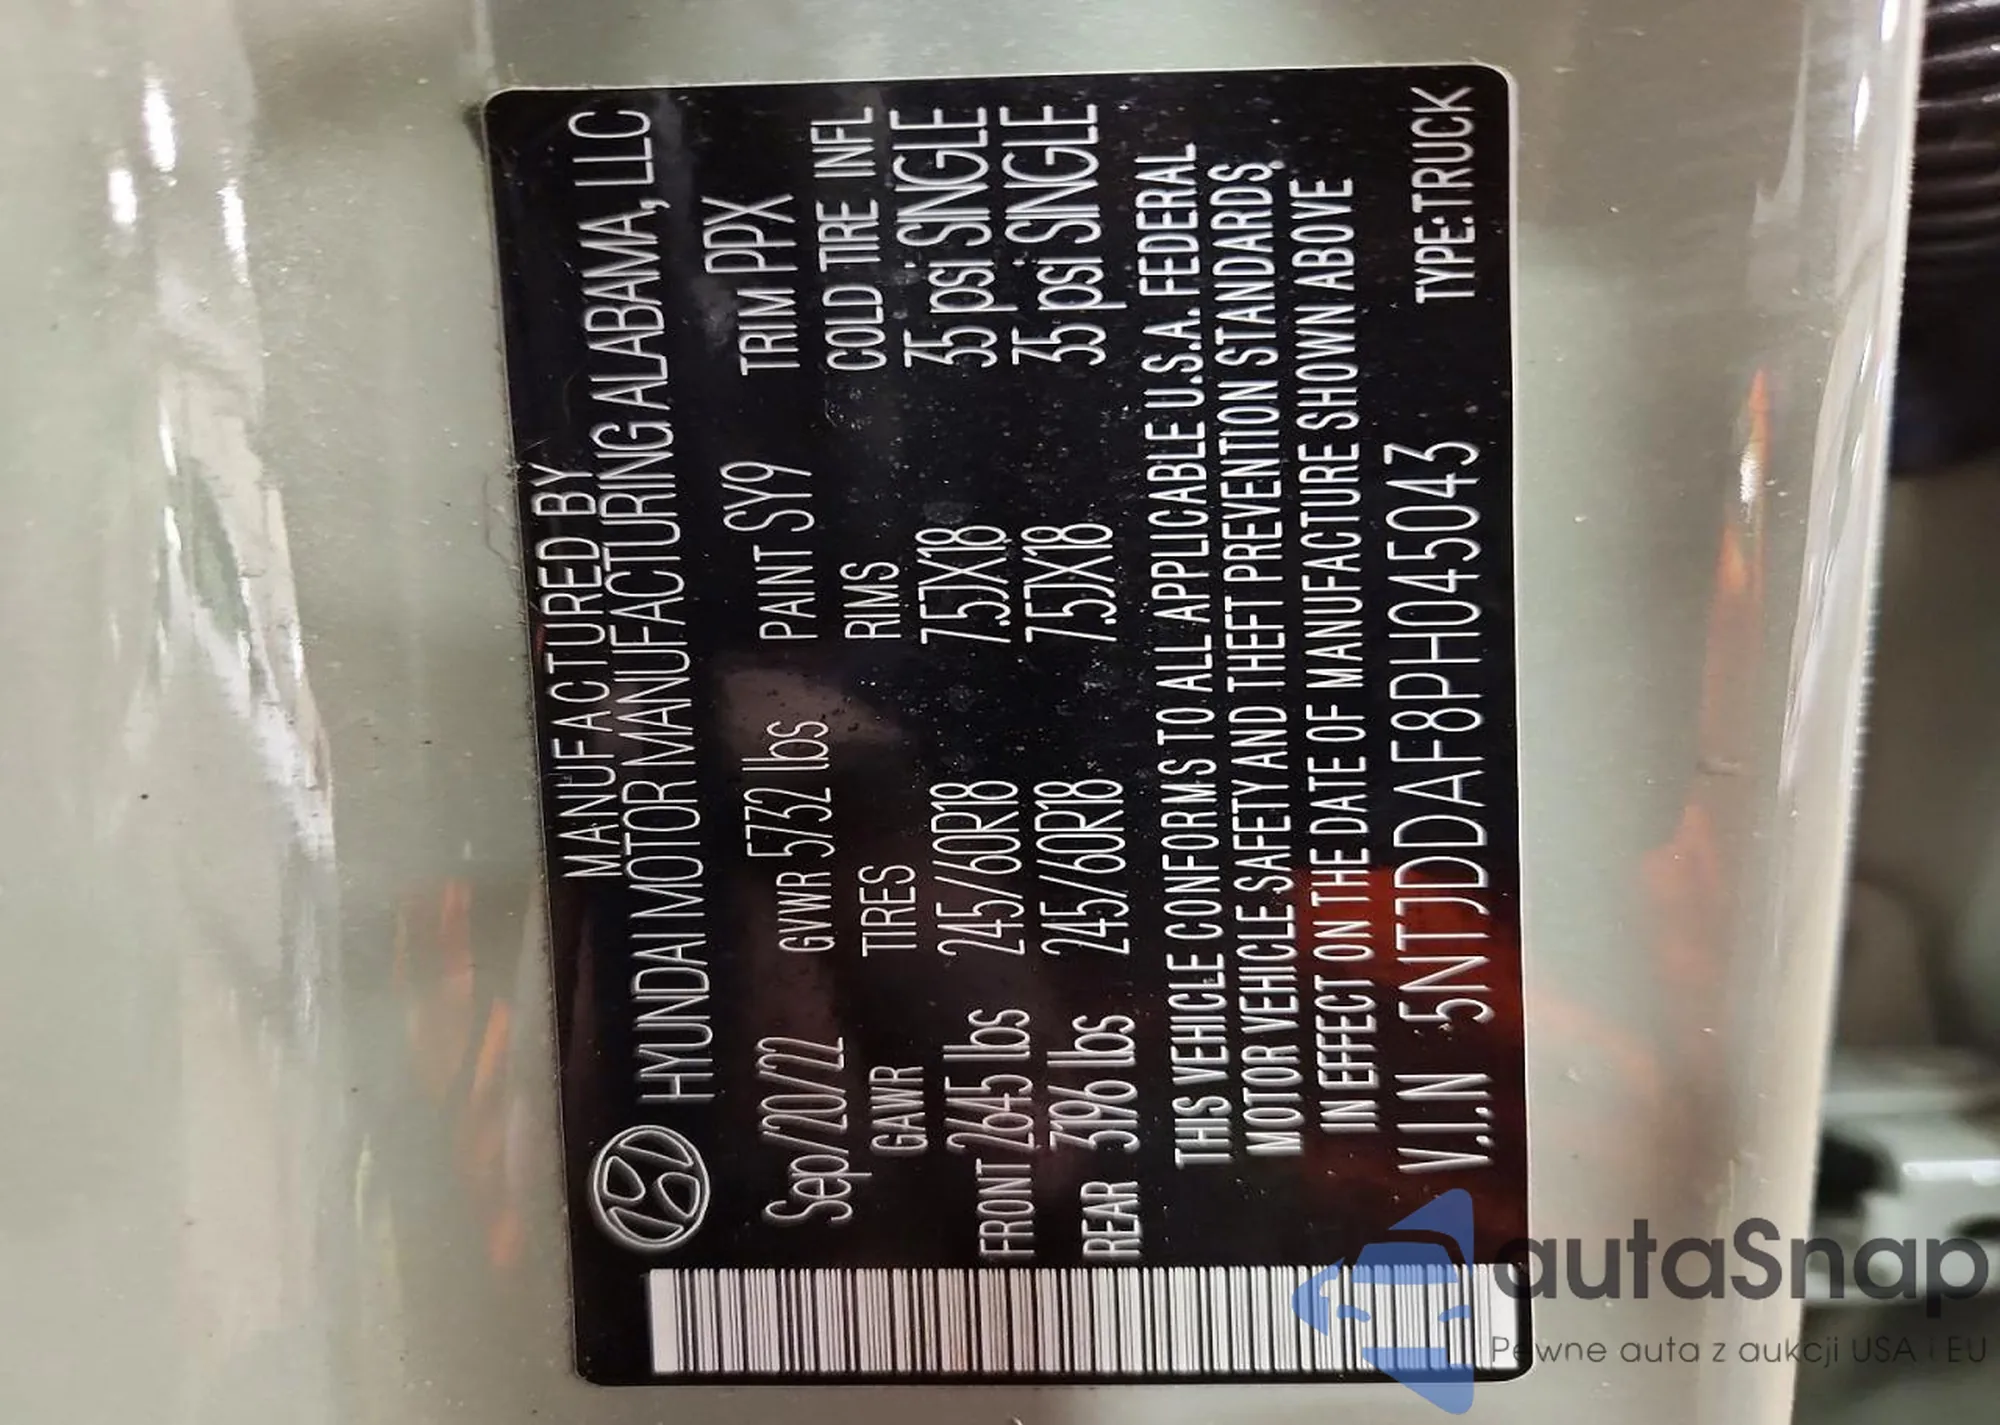 MANUFACTURED BY
HYUNDAI MOTOR MANUFACTURING ALABAMA, LLC
Sep/20/22 GVWR 5732 lbs PAINT SY9 TRIM PPX
GAWR TIRES RIMS COLD TIRE INFL
FRONT 2645 lbs 245/60R18 7.5JX18 35 psi SINGLE
REAR 3196 lbs 245/60R18 7.5JX18 35 psi SINGLE
THIS VEHICLE CONFORMS TO ALL APPLICABLE U.S.A. FEDERAL
MOTOR VEHICLE SAFETY AND THEFT PREVENTION STANDARDS
IN EFFECT ON THE DATE OF MANUFACTURE SHOWN ABOVE
V.I.N 5NTJDDAF8PH045043 TYPE:TRUCK
autaSnap
Pewne auta z aukcji USA i EU